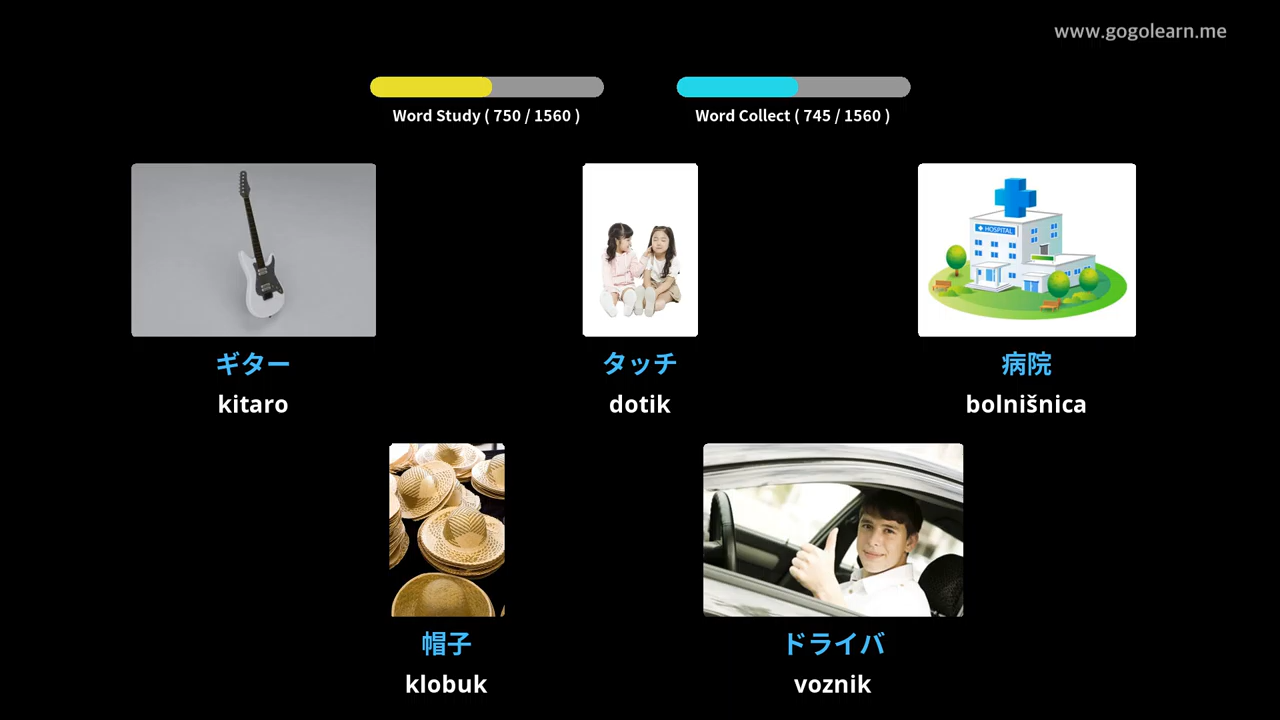 www.gogolearn.me
Word Study ( 750 / 1560 )
Word Collect ( 745 / 1560 )
HOSPITAL
ギター
タッチ
病院
kitaro
dotik
bolnišnica
帽子
ドライバ
klobuk
voznik